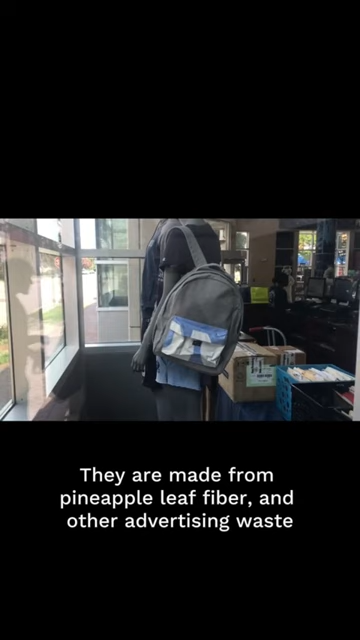 They are made from
pineapple leaf fiber, and
other advertising waste